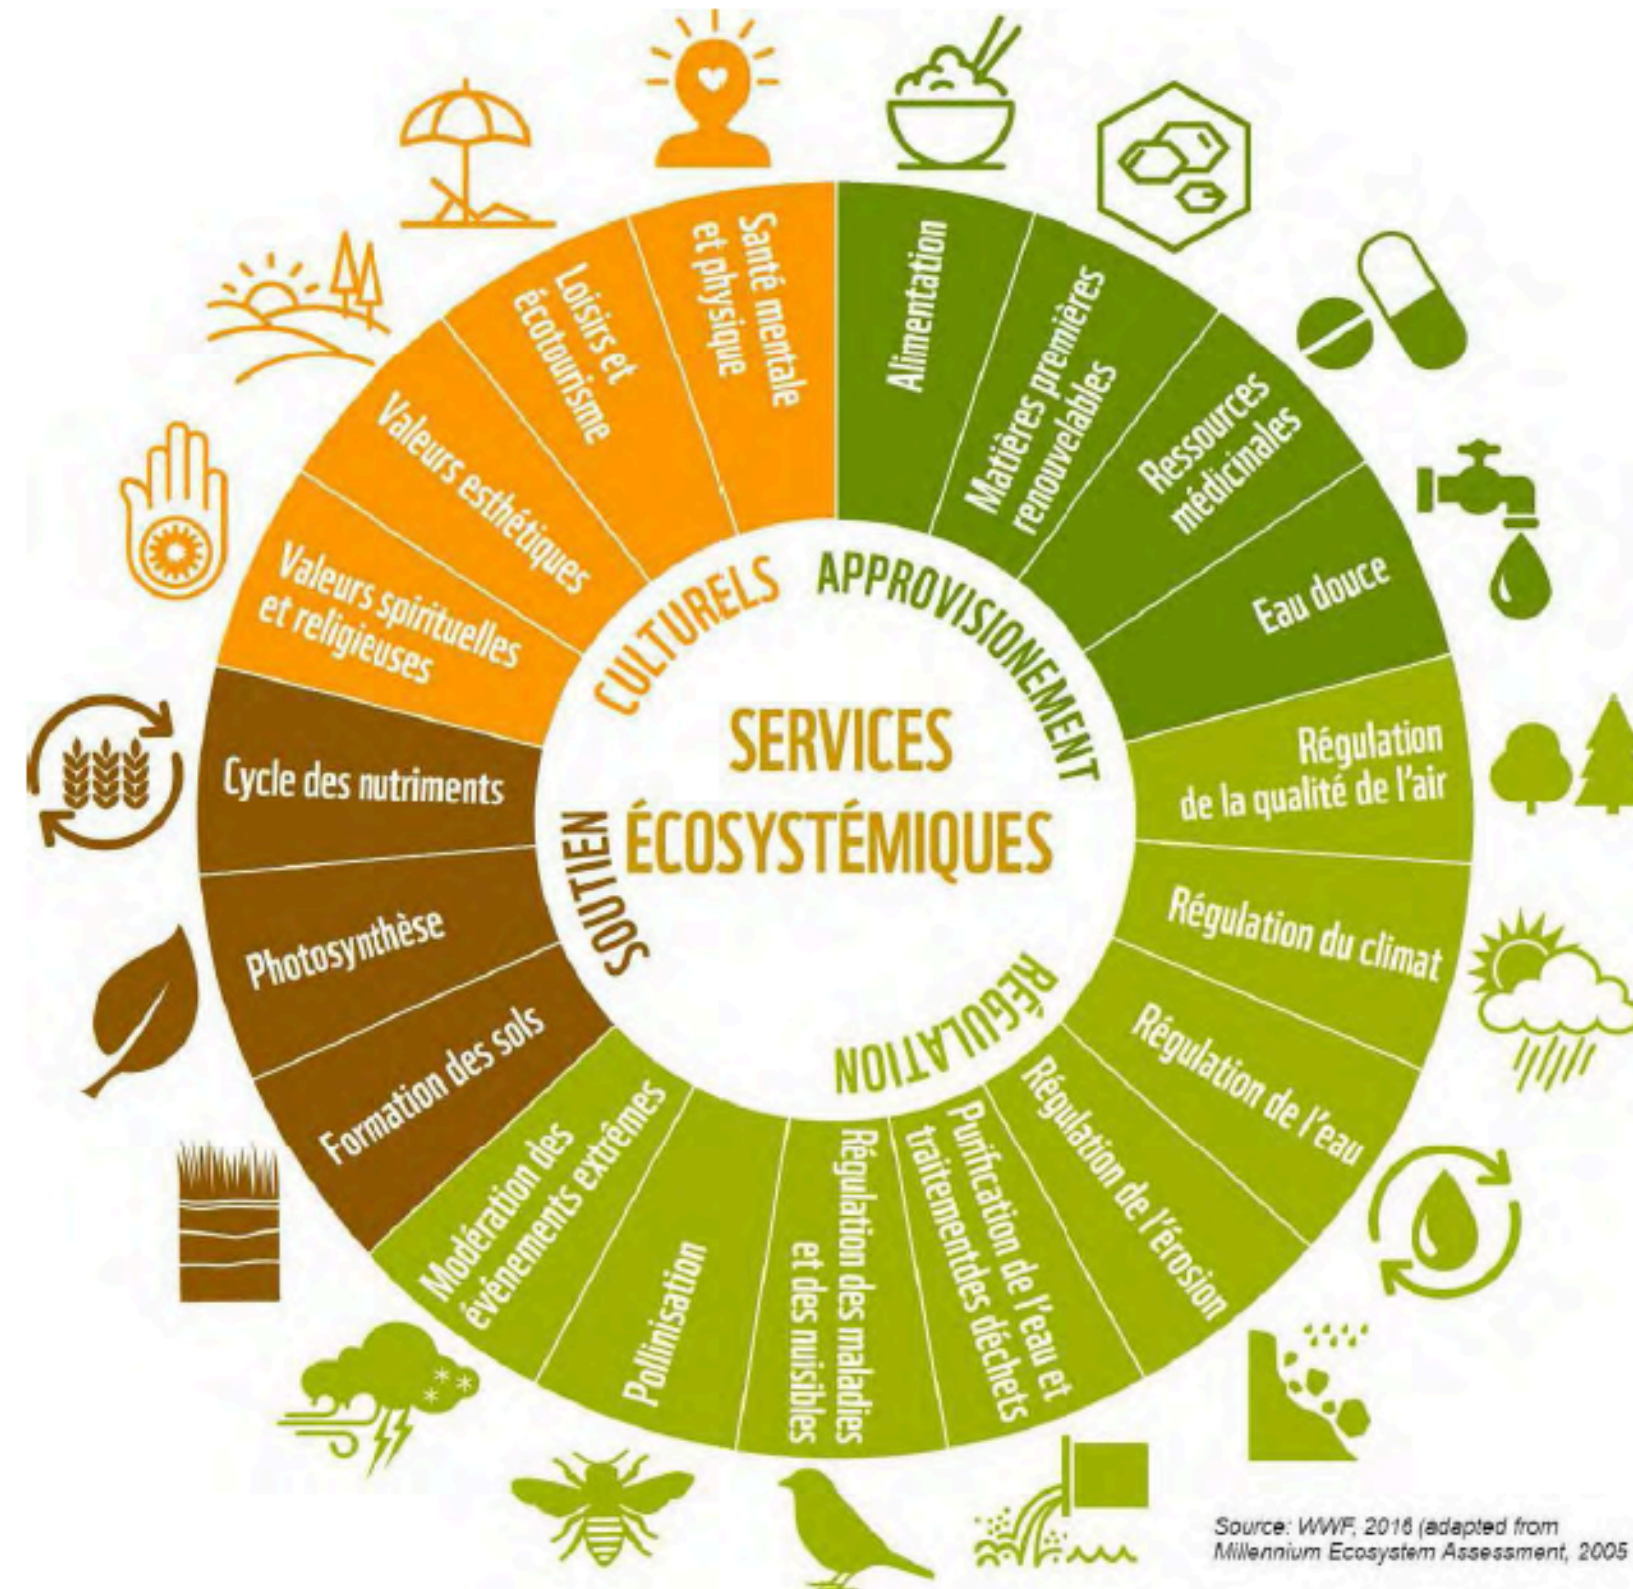 SERVICES
ÉCOSYSTÉMIQUES
APPROVISIONEMENT
Alimentation
Matières premières
renouvelables
Ressources
médicinales
Eau douce
RÉGULATION
Régulation
de la qualité de l'air
Régulation du climat
Régulation de l'eau
Régulation de l'érosion
Purification de l'eau et
traitementdes déchets
Régulation des maladies
et des nuisibles
Pollinisation
Modération des
événements extrêmes
SOUTIEN
Formation des sols
Photosynthèse
Cycle des nutriments
CULTURELS
Valeurs spirituelles
et religieuses
Valeurs esthétiques
Loisirs et
écotourisme
Santé mentale
et physique
Source: WWF, 2016 (adapted from
Millennium Ecosystem Assessment, 2005